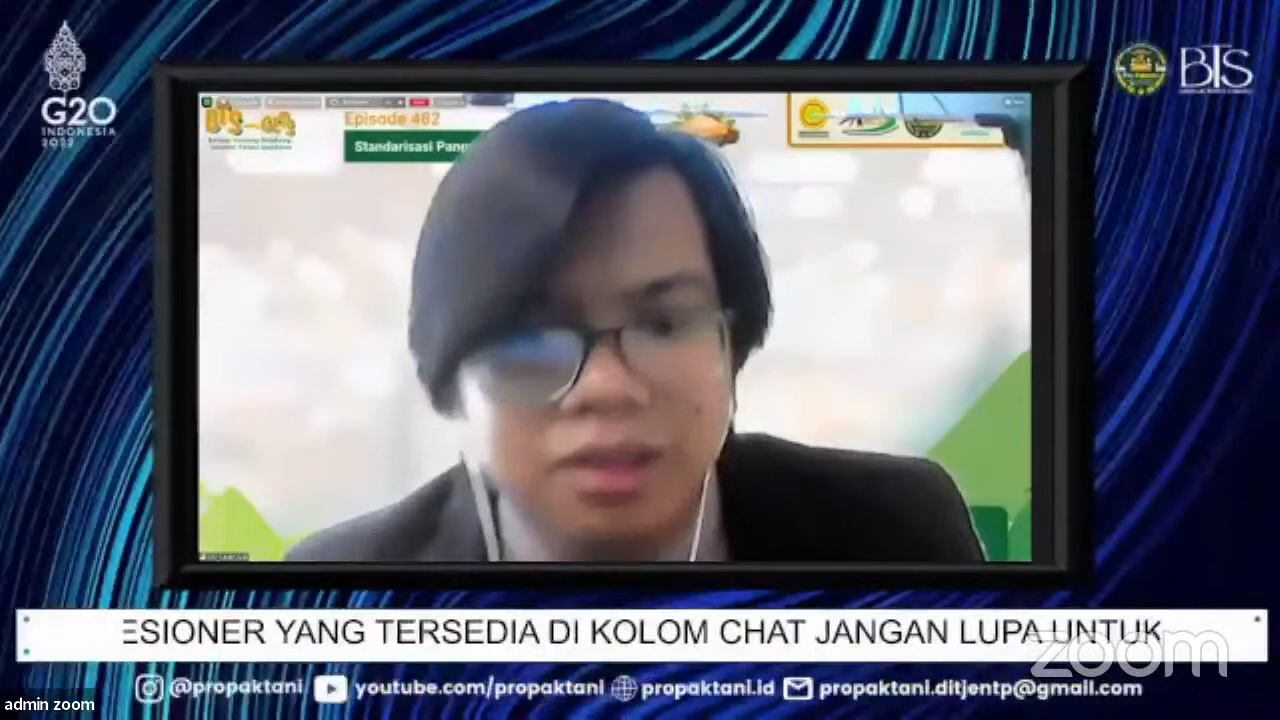 G20
INDONESIA
2022
BTS
BTS
Episode 482
Standarisasi Pang
ESIONER YANG TERSEDIA DI KOLOM CHAT JANGAN LUPA UNTUK
zoom
@propaktani
youtube.com/propaktani
propaktani.id
propaktani.ditjentp@gmail.com
admin zoom